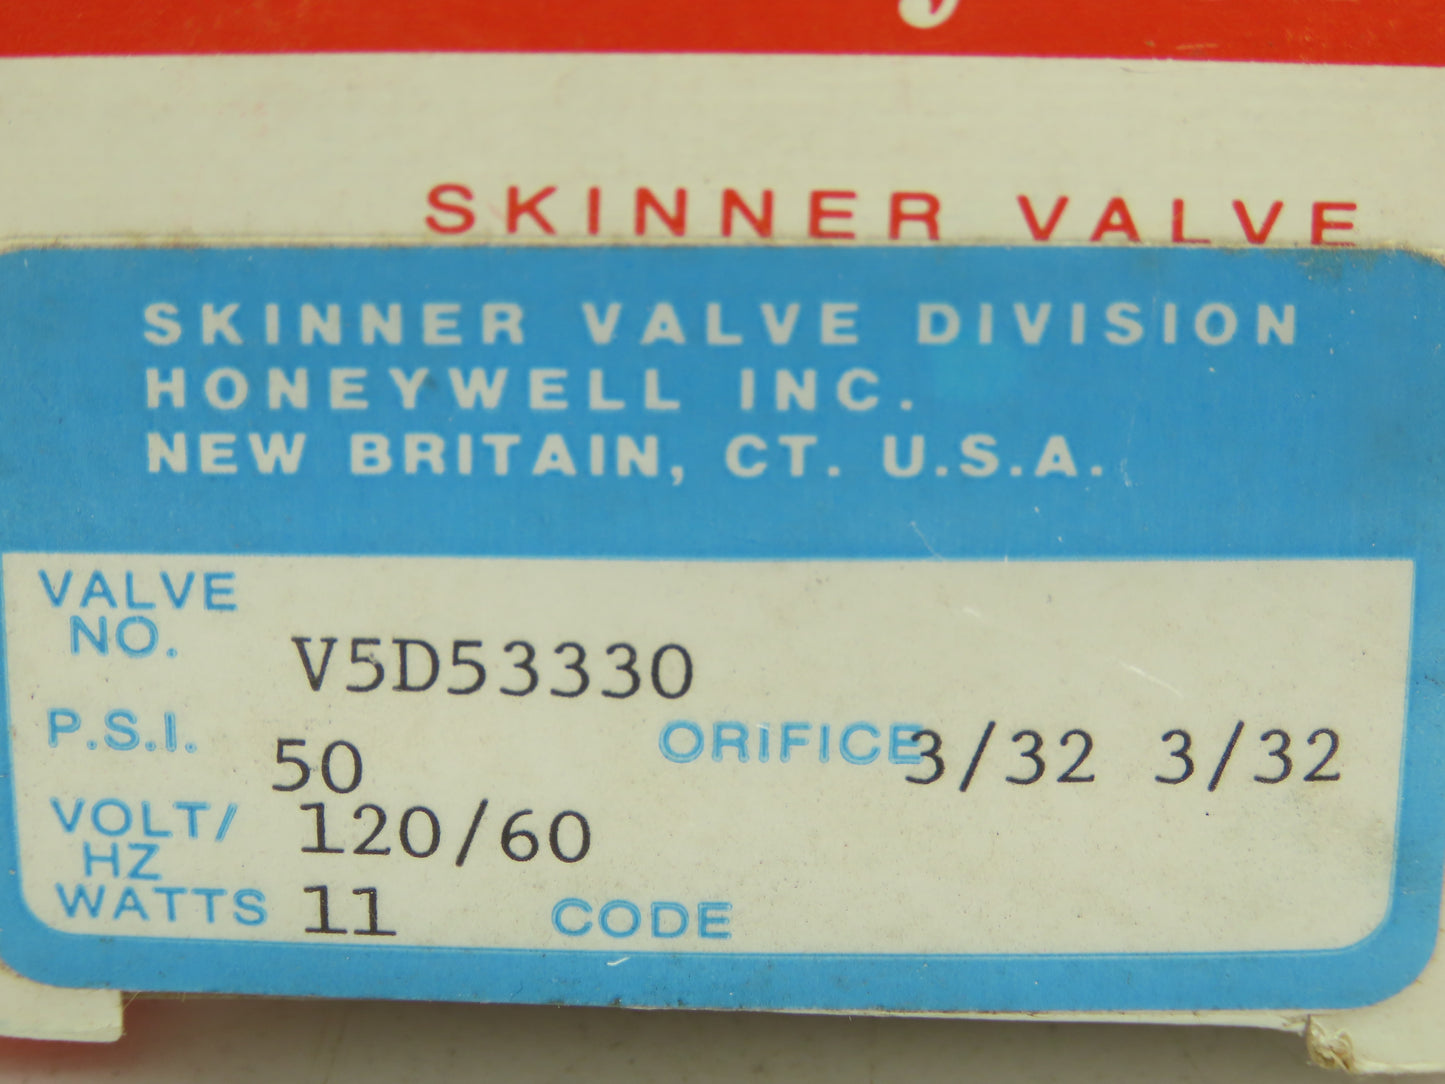 SKINNER VALVE
SKINNER VALVE DIVISION
HONEYWELL INC.
NEW BRITAIN, CT. U.S.A.
VALVE
NO. V5D53330
P.S.I. 50 ORIFICE 3/32 3/32
VOLT/
HZ 120/60
WATTS 11 CODE